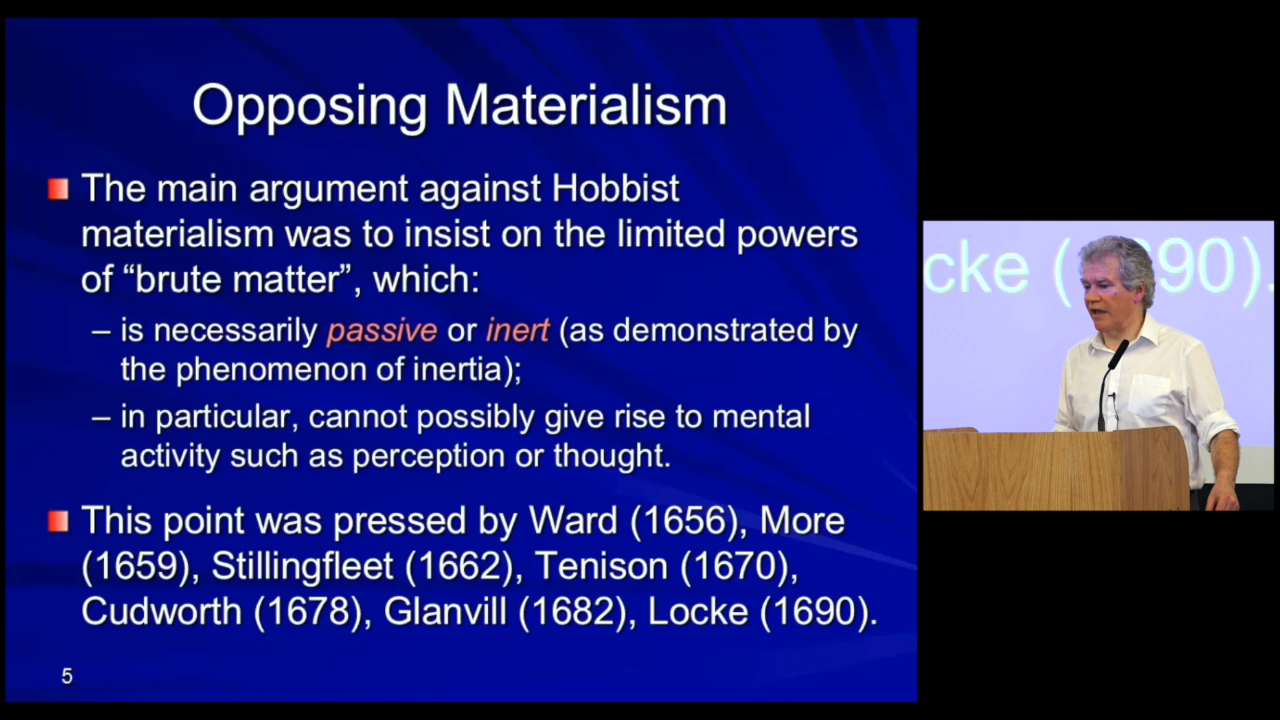 Opposing Materialism
The main argument against Hobbist
materialism was to insist on the limited powers
of “brute matter”, which:
– is necessarily passive or inert (as demonstrated by
the phenomenon of inertia);
– in particular, cannot possibly give rise to mental
activity such as perception or thought.
This point was pressed by Ward (1656), More
(1659), Stillingfleet (1662), Tenison (1670),
Cudworth (1678), Glanvill (1682), Locke (1690).
5
cke ( 90).